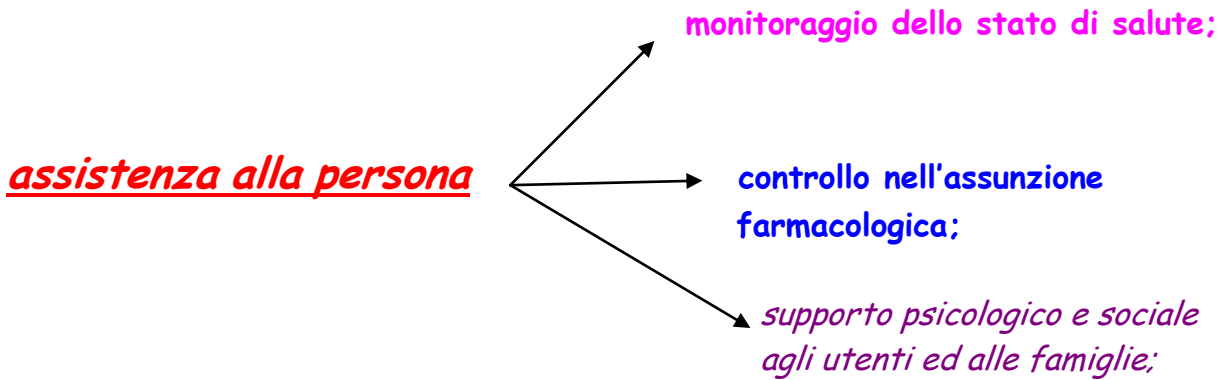 monitoraggio dello stato di salute;
assistenza alla persona
controllo nell'assunzione
farmacologica;
supporto psicologico e sociale
agli utenti ed alle famiglie;